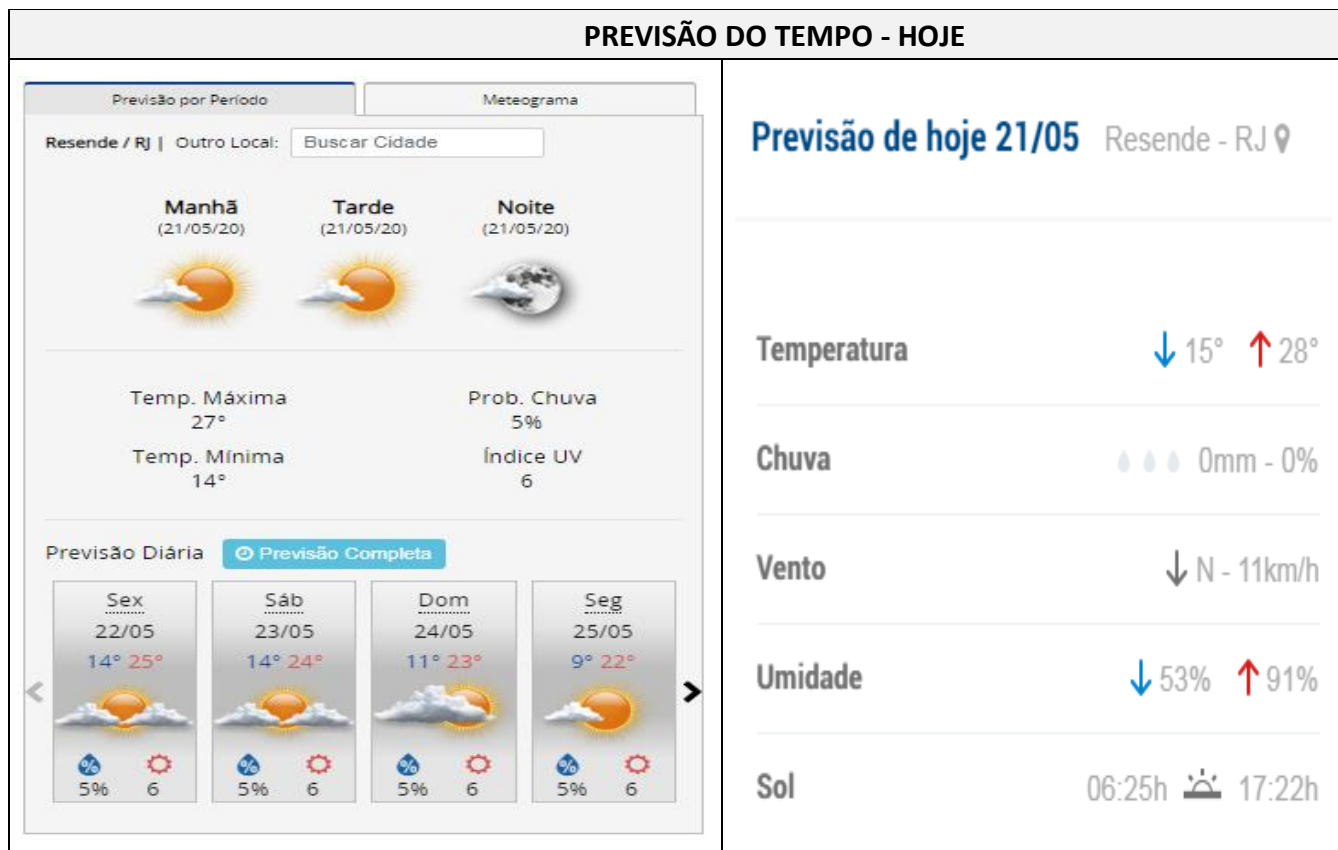 PREVISÃO DO TEMPO - HOJE
Previsão por Período
Meteograma
Resende / RJ | Outro Local: Buscar Cidade
Manhã Tarde Noite
(21/05/20) (21/05/20) (21/05/20)
Temp. Máxima Prob. Chuva
27° 5%
Temp. Mínima Índice UV
14° 6
Previsão Diária Previsão Completa
Sex Sáb Dom Seg
22/05 23/05 24/05 25/05
14° 25° 14° 24° 11° 23° 9° 22°
% % % %
5% 6 5% 6 5% 6 5% 6
Previsão de hoje 21/05 Resende - RJ
Temperatura 15° 28°
Chuva 0mm - 0%
Vento N - 11km/h
Umidade 53% 91%
Sol 06:25h 17:22h